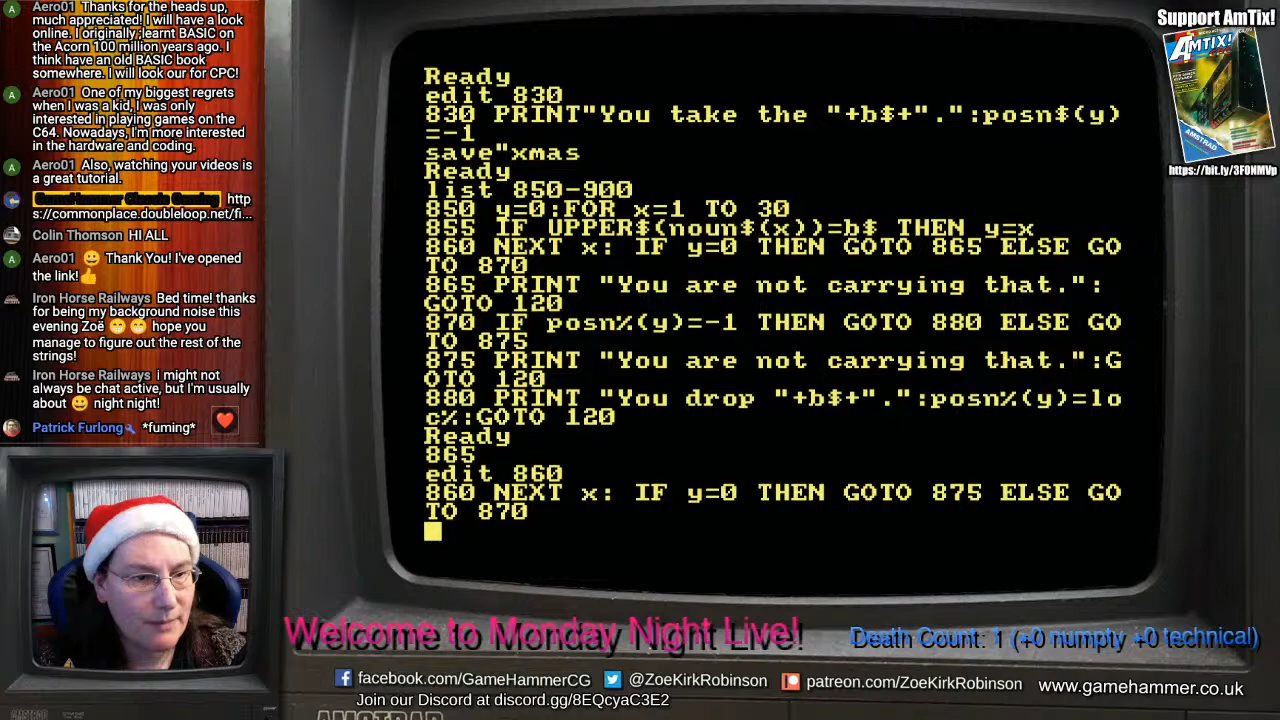 Aero01 Thanks for the heads up,
much appreciated! I will have a look
online. I originally learnt BASIC on
the Acorn 100 million years ago. I
think have an old BASIC book
somewhere. I will look our for CPC!
Aero01 One of my biggest regrets
when I was a kid, I was only
interested in playing games on the
C64. Nowadays, I'm more interested
in the hardware and coding.
Aero01 Also, watching your videos is
a great tutorial.
http
s://commonplace.doubleloop.net/fi...
Colin Thomson HI ALL
Aero01 😀 Thank You! I've opened
the link!👍
Iron Horse Railways Bed time! thanks
for being my background noise this
evening Zoë 😁 😁 hope you
manage to figure out the rest of the
strings!
Iron Horse Railways i might not
always be chat active, but I'm usually
about 😀 night night!
Patrick Furlong *fuming*
Ready
edit 830
830 PRINT"You take the "+b$+".":posn$(y)
=-1
save"xmas
Ready
list 850-900
850 y=0:FOR x=1 TO 30
855 IF UPPER$(noun$(x))=b$ THEN y=x
860 NEXT x: IF y=0 THEN GOTO 865 ELSE GO
TO 870
865 PRINT "You are not carrying that.":
GOTO 120
870 IF posn%(y)=-1 THEN GOTO 880 ELSE GO
TO 875
875 PRINT "You are not carrying that.":G
OTO 120
880 PRINT "You drop "+b$+".":posn%(y)=lo
c%:GOTO 120
Ready
865
edit 860
860 NEXT x: IF y=0 THEN GOTO 875 ELSE GO
TO 870
Support AmTix!
AMTIX!
AMSTRAD
https://bit.ly/3FONMVp
Welcome to Monday Night Live!
Death Count: 1 (+0 numpty +0 technical)
facebook.com/GameHammerCG
@ZoeKirkRobinson
patreon.com/ZoeKirkRobinson
www.gamehammer.co.uk
Join our Discord at discord.gg/8EQcyaC3E2
AMSTRAD